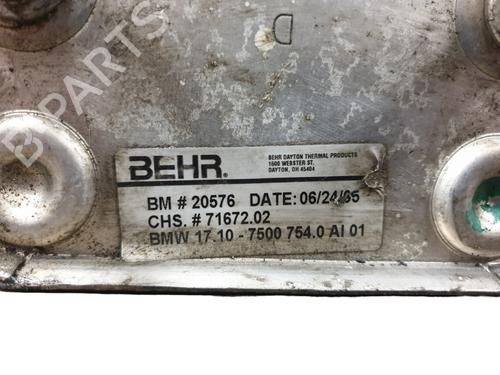 D
B PARTS
BEHR.
BEHR DAYTON THERMAL PRODUCTS
1600 WEBSTER ST.
DAYTON, OH 45404
BM # 20576 DATE: 06/24/05
CHS. # 71672.02
BMW 17.10 - 7500 754.0 AI 01